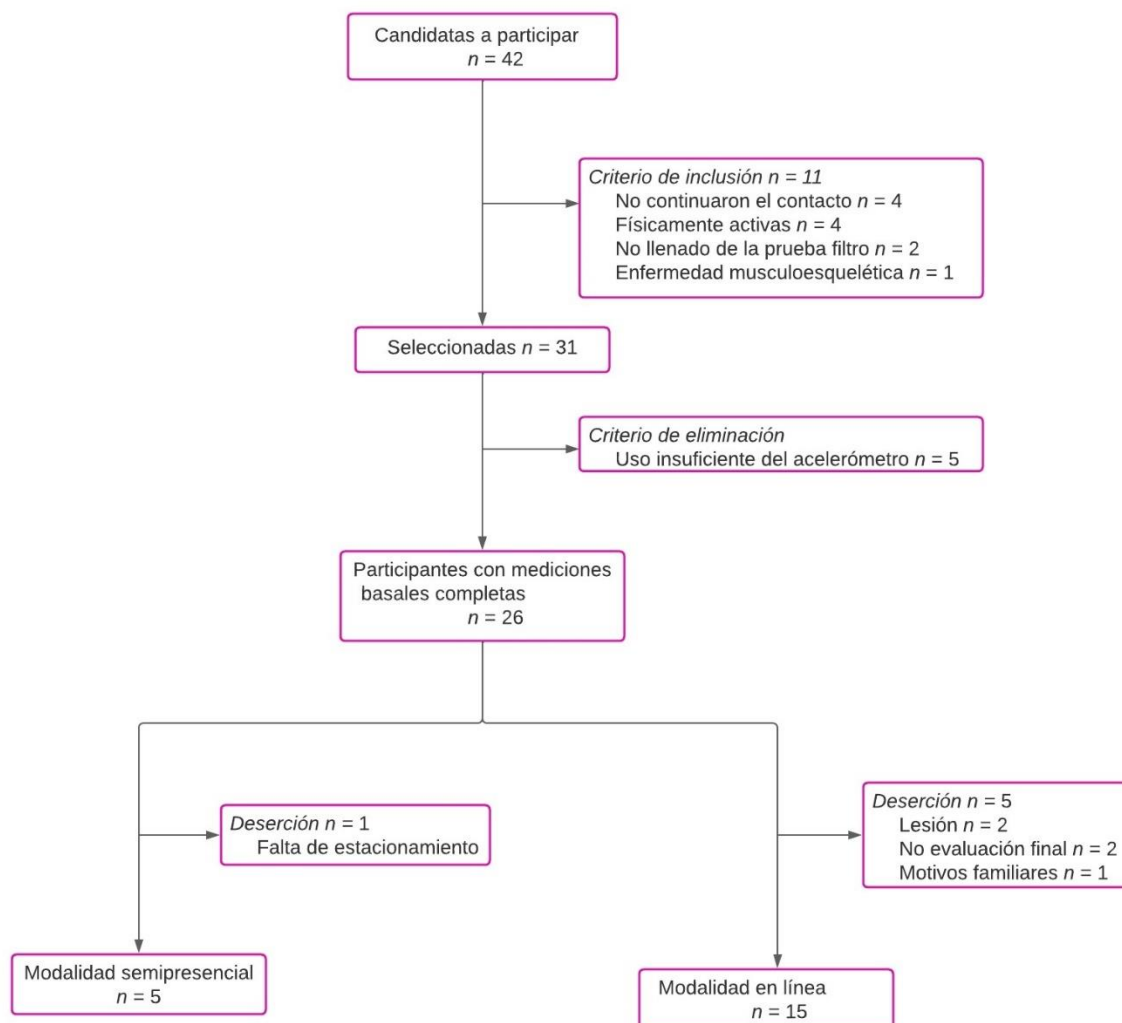 Candidatas a participar
n = 42
Criterio de inclusión n = 11
No continuaron el contacto n = 4
Físicamente activas n = 4
No llenado de la prueba filtro n = 2
Enfermedad musculoesquelética n = 1
Seleccionadas n = 31
Criterio de eliminación
Uso insuficiente del acelerómetro n = 5
Participantes con mediciones
basales completas
n = 26
Deserción n = 1
Falta de estacionamiento
Deserción n = 5
Lesión n = 2
No evaluación final n = 2
Motivos familiares n = 1
Modalidad semipresencial
n = 5
Modalidad en línea
n = 15